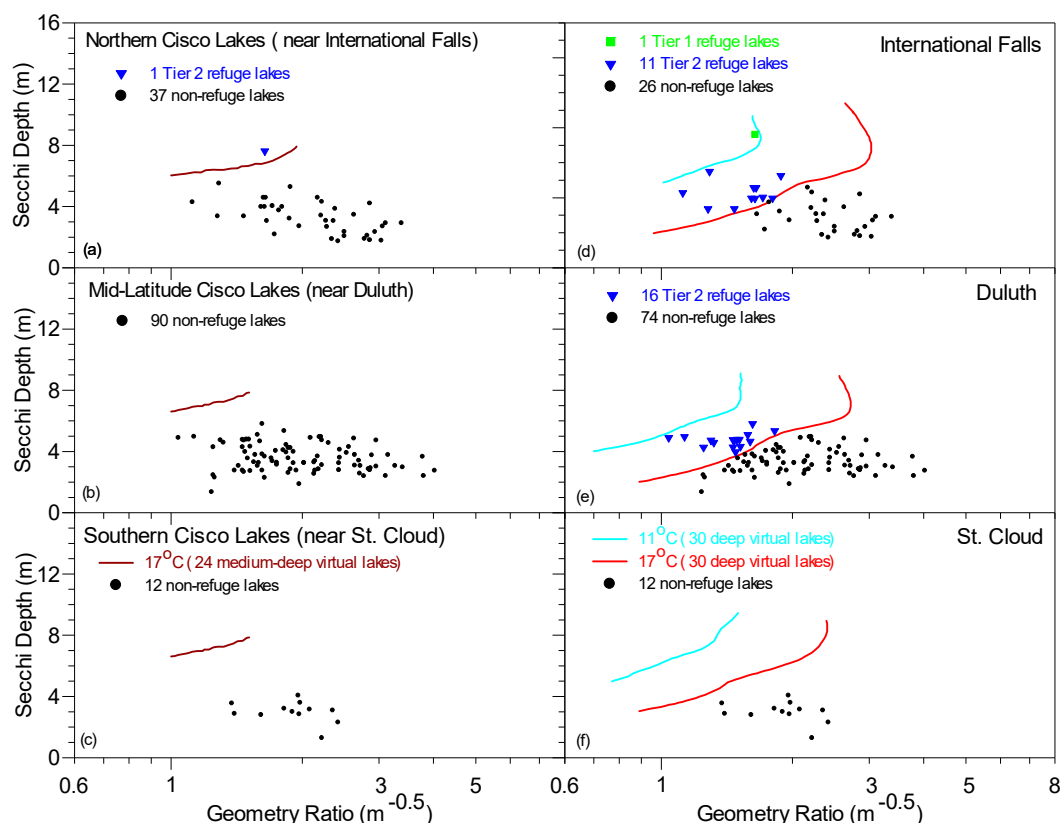 16
12
8
4
0
Secchi Depth (m)
Northern Cisco Lakes ( near International Falls)
1 Tier 2 refuge lakes
37 non-refuge lakes
(a)
1 Tier 1 refuge lakes
11 Tier 2 refuge lakes
26 non-refuge lakes
International Falls
(d)
12
8
4
0
Secchi Depth (m)
Mid-Latitude Cisco Lakes (near Duluth)
90 non-refuge lakes
(b)
16 Tier 2 refuge lakes
74 non-refuge lakes
Duluth
(e)
12
8
4
0
Secchi Depth (m)
Southern Cisco Lakes (near St. Cloud)
17°C ( 24 medium-deep virtual lakes)
12 non-refuge lakes
(c)
11°C ( 30 deep virtual lakes)
17°C ( 30 deep virtual lakes)
12 non-refuge lakes
St. Cloud
(f)
0.6 1 3 5 0.6 1 3 5 8
Geometry Ratio (m⁻⁰·⁵) Geometry Ratio (m⁻⁰·⁵)